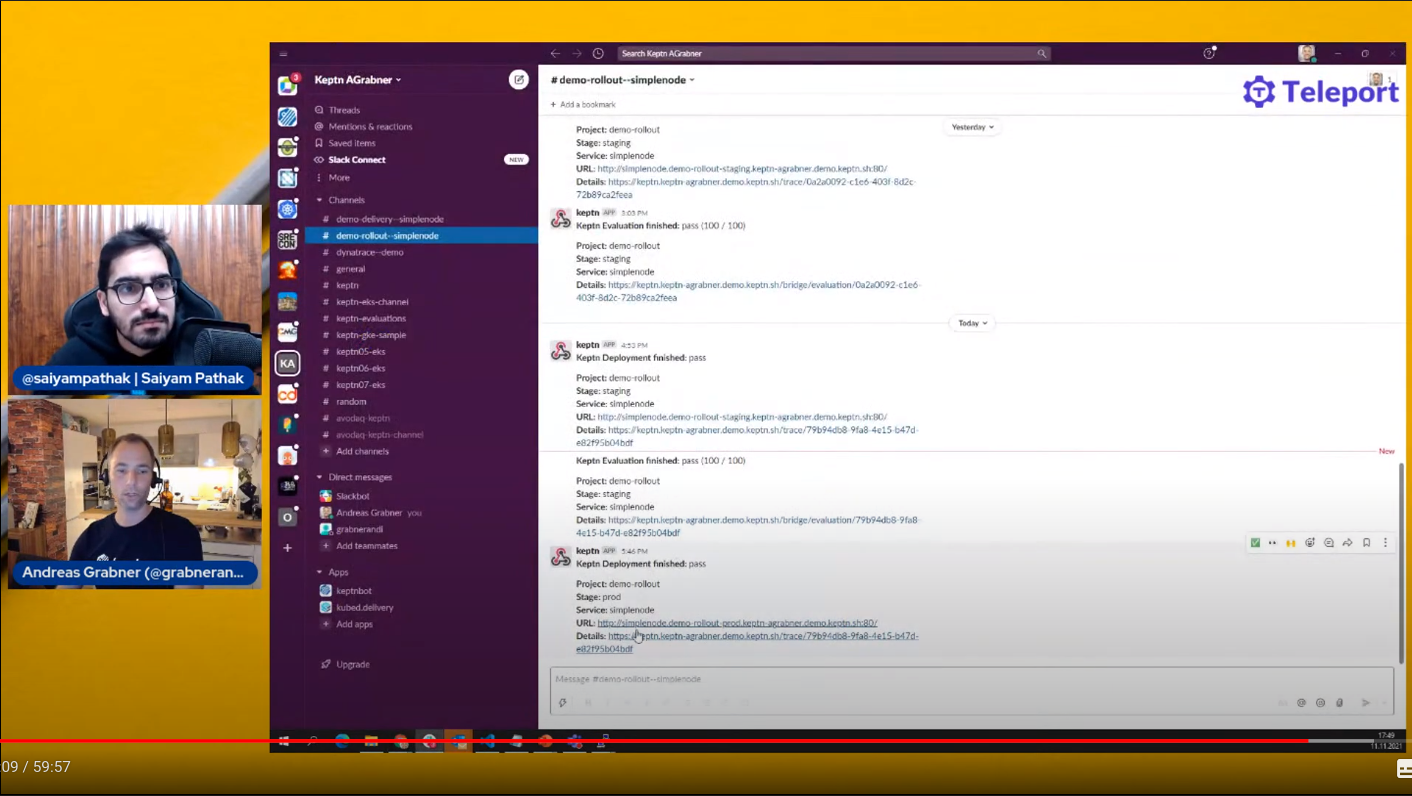 Search Keptn AGrabner
3
Keptn AGrabner
Threads
Mentions & reactions
Saved items
Slack Connect
NEW
More
Channels
# demo-delivery--simplenode
# demo-rollout--simplenode
# dynatrace--demo
# general
# keptn
# keptn-eks-channel
# keptn-evaluations
# keptn-gke-sample
# keptn05-eks
# keptn06-eks
# keptn07-eks
# random
# avodaq-keptn
# avodaq-keptn-channel
+ Add channels
Direct messages
Slackbot
Andreas Grabner you
grabnerandi
+ Add teammates
Apps
keptnbot
kubed.delivery
+ Add apps
Upgrade
SRE
CON
KA
cd
O
# demo-rollout--simplenode
1
Teleport
+ Add a bookmark
Yesterday
Project: demo-rollout
Stage: staging
Service: simplenode
URL: http://simplenode.demo-rollout-staging.keptn-agrabner.demo.keptn.sh:80/
Details: https://keptn.keptn-agrabner.demo.keptn.sh/trace/0a2a0092-c1e6-403f-8d2c-
72b89ca2feea
keptn APP 3:03 PM
Keptn Evaluation finished: pass (100 / 100)
Project: demo-rollout
Stage: staging
Service: simplenode
Details: https://keptn.keptn-agrabner.demo.keptn.sh/bridge/evaluation/0a2a0092-c1e6-
403f-8d2c-72b89ca2feea
Today
keptn APP 4:53 PM
Keptn Deployment finished: pass
Project: demo-rollout
Stage: staging
Service: simplenode
URL: http://simplenode.demo-rollout-staging.keptn-agrabner.demo.keptn.sh:80/
Details: https://keptn.keptn-agrabner.demo.keptn.sh/trace/79b94db8-9fa8-4e15-b47d-
e82f95b04bdf
New
Keptn Evaluation finished: pass (100 / 100)
Project: demo-rollout
Stage: staging
Service: simplenode
Details: https://keptn.keptn-agrabner.demo.keptn.sh/bridge/evaluation/79b94db8-9fa8-
4e15-b47d-e82f95b04bdf
keptn APP 5:46 PM
Keptn Deployment finished: pass
Project: demo-rollout
Stage: prod
Service: simplenode
URL: http://simplenode.demo-rollout-prod.keptn-agrabner.demo.keptn.sh:80/
Details: https://keptn.keptn-agrabner.demo.keptn.sh/trace/79b94db8-9fa8-4e15-b47d-
e82f95b04bdf
Message #demo-rollout--simplenode
@saiyampathak | Saiyam Pathak
Andreas Grabner (@grabneran...
17:49
11.11.2021
:09 / 59:57